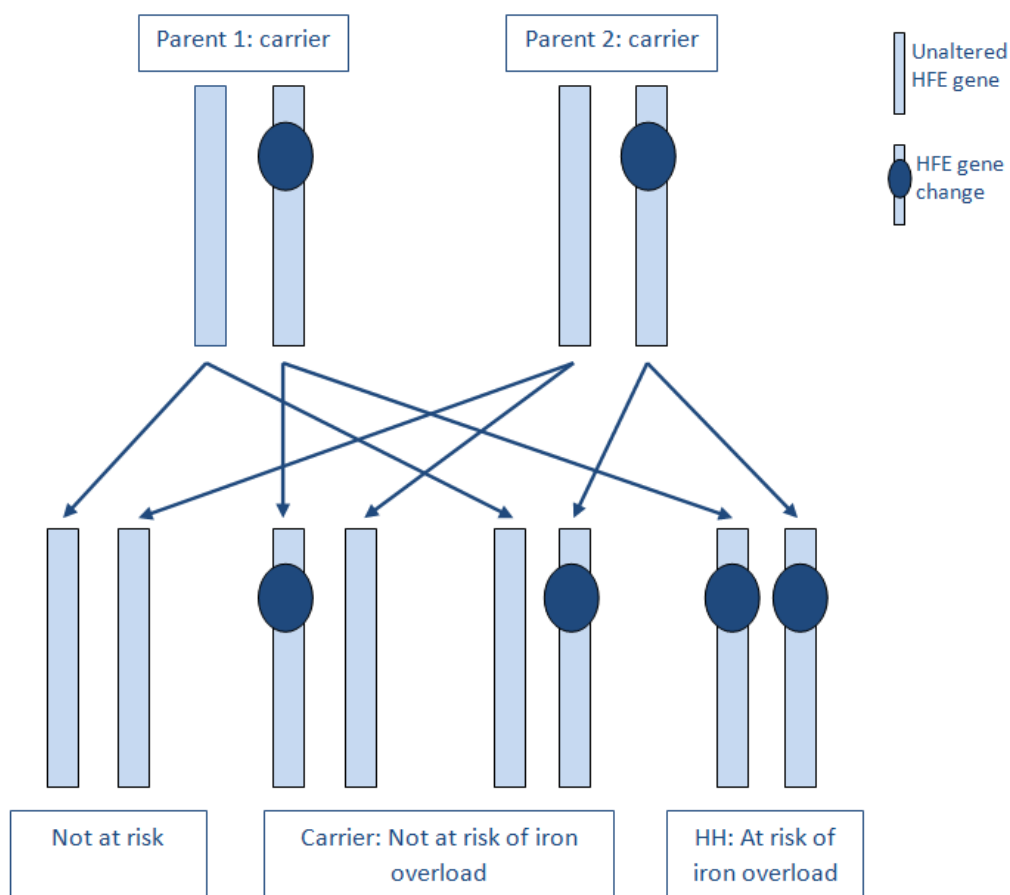 Parent 1: carrier
Parent 2: carrier
Unaltered
HFE gene
HFE gene
change
Not at risk
Carrier: Not at risk of iron
overload
HH: At risk of
iron overload